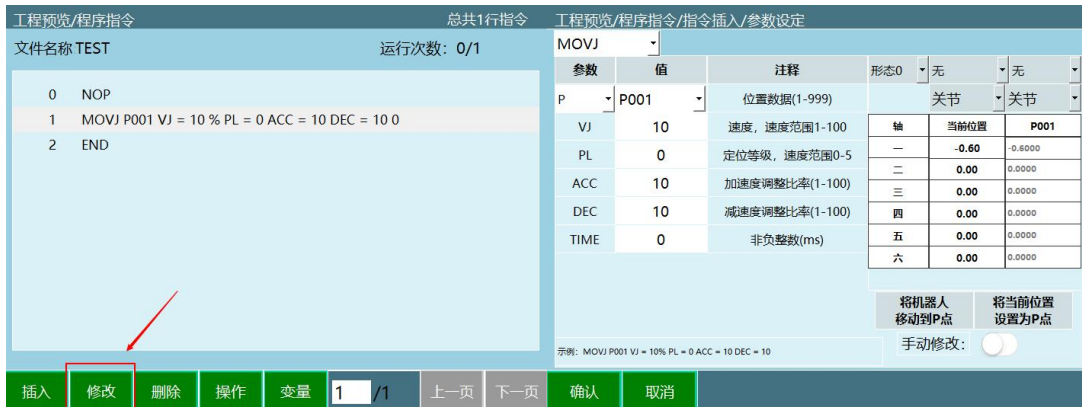 工程预览/程序指令 总共1行指令
文件名称 TEST 运行次数: 0/1
0 NOP
1 MOVJ P001 VJ = 10 % PL = 0 ACC = 10 DEC = 10 0
2 END
插入 修改 删除 操作 变量 1 /1 上一页 下一页
工程预览/程序指令/指令插入/参数设定
MOVJ
参数 值 注释
P P001 位置数据(1-999)
VJ 10 速度，速度范围1-100
PL 0 定位等级，速度范围0-5
ACC 10 加速度调整比率(1-100)
DEC 10 减速度调整比率(1-100)
TIME 0 非负整数(ms)
形态0 无 无
关节 关节
轴 当前位置 P001
一 -0.60 -0.6000
二 0.00 0.0000
三 0.00 0.0000
四 0.00 0.0000
五 0.00 0.0000
六 0.00 0.0000
将机器人 将当前位置
移动到P点 设置为P点
手动修改:
示例: MOVJ P001 VJ = 10% PL = 0 ACC = 10 DEC = 10
确认 取消